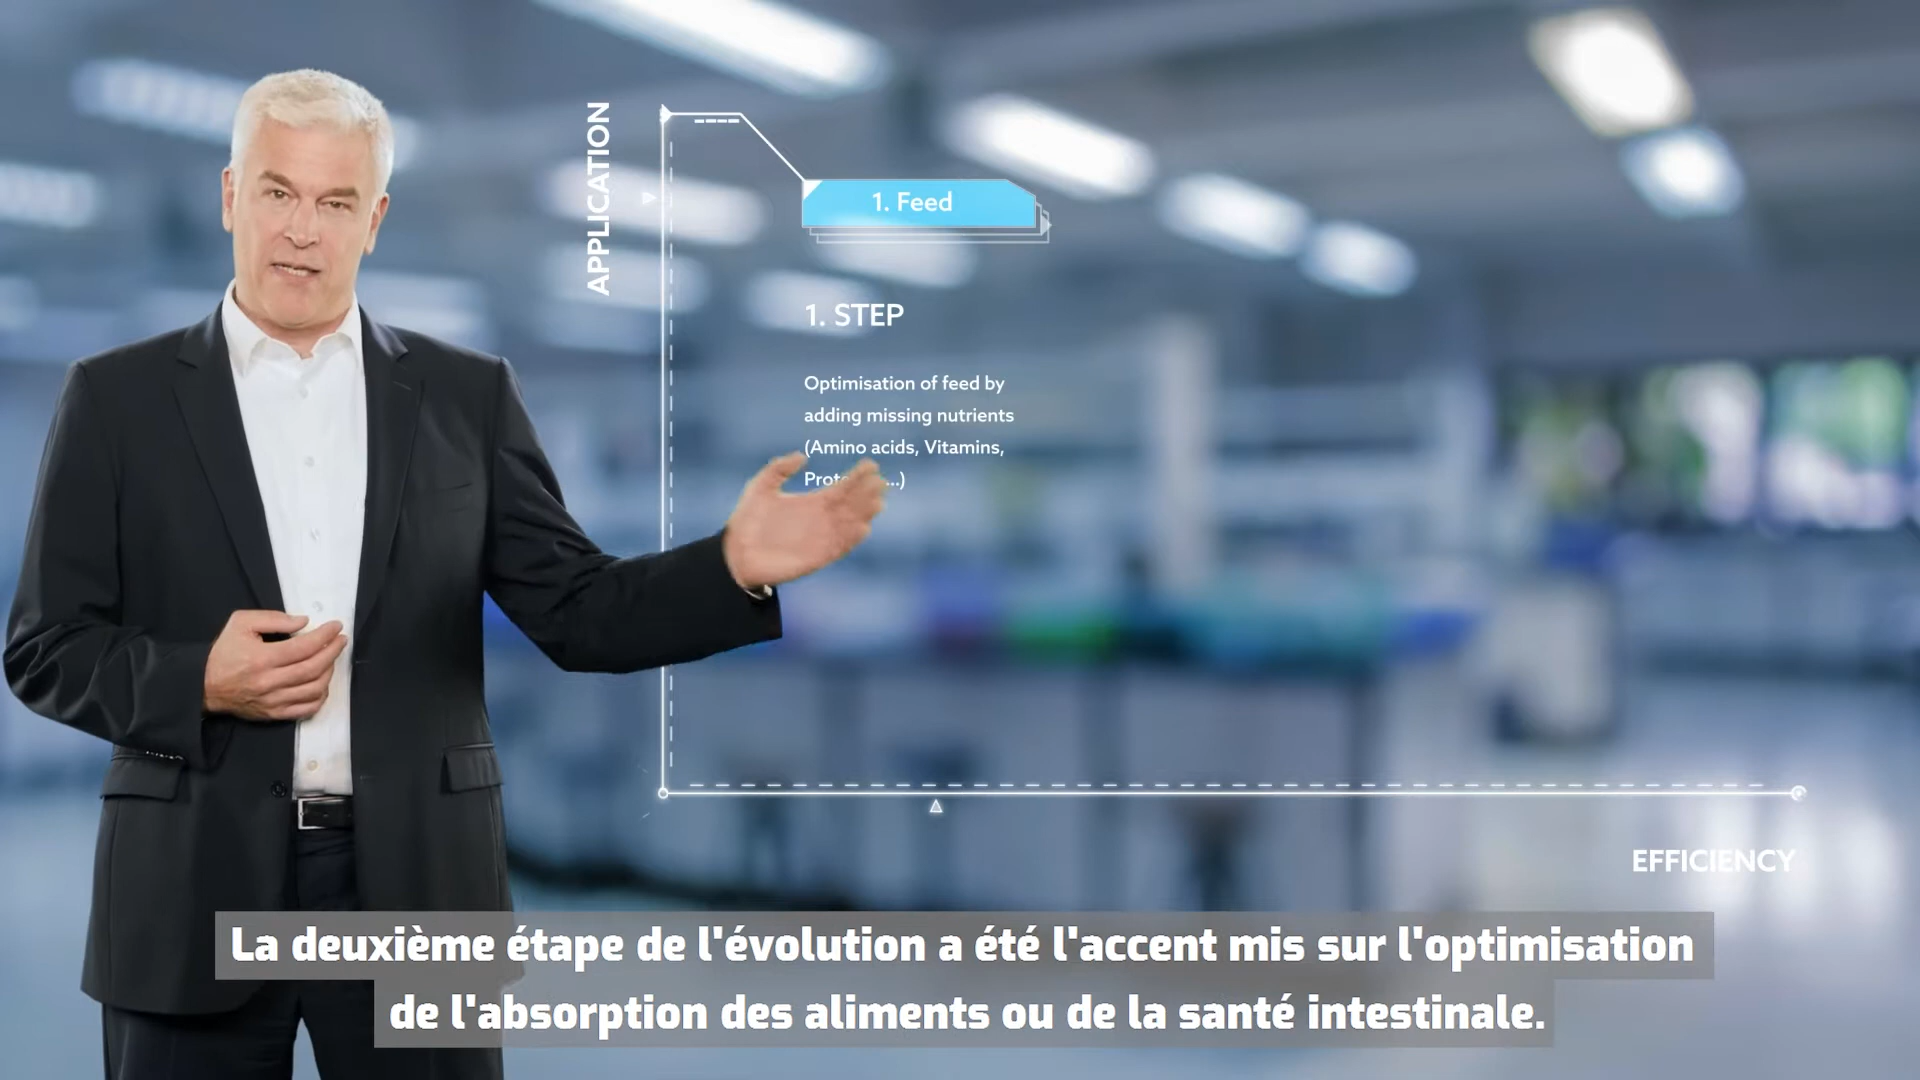 APPLICATION
1. Feed
1. STEP
Optimisation of feed by
adding missing nutrients
(Amino acids, Vitamins,
...)
EFFICIENCY
La deuxième étape de l'évolution a été l'accent mis sur l'optimisation
de l'absorption des aliments ou de la santé intestinale.